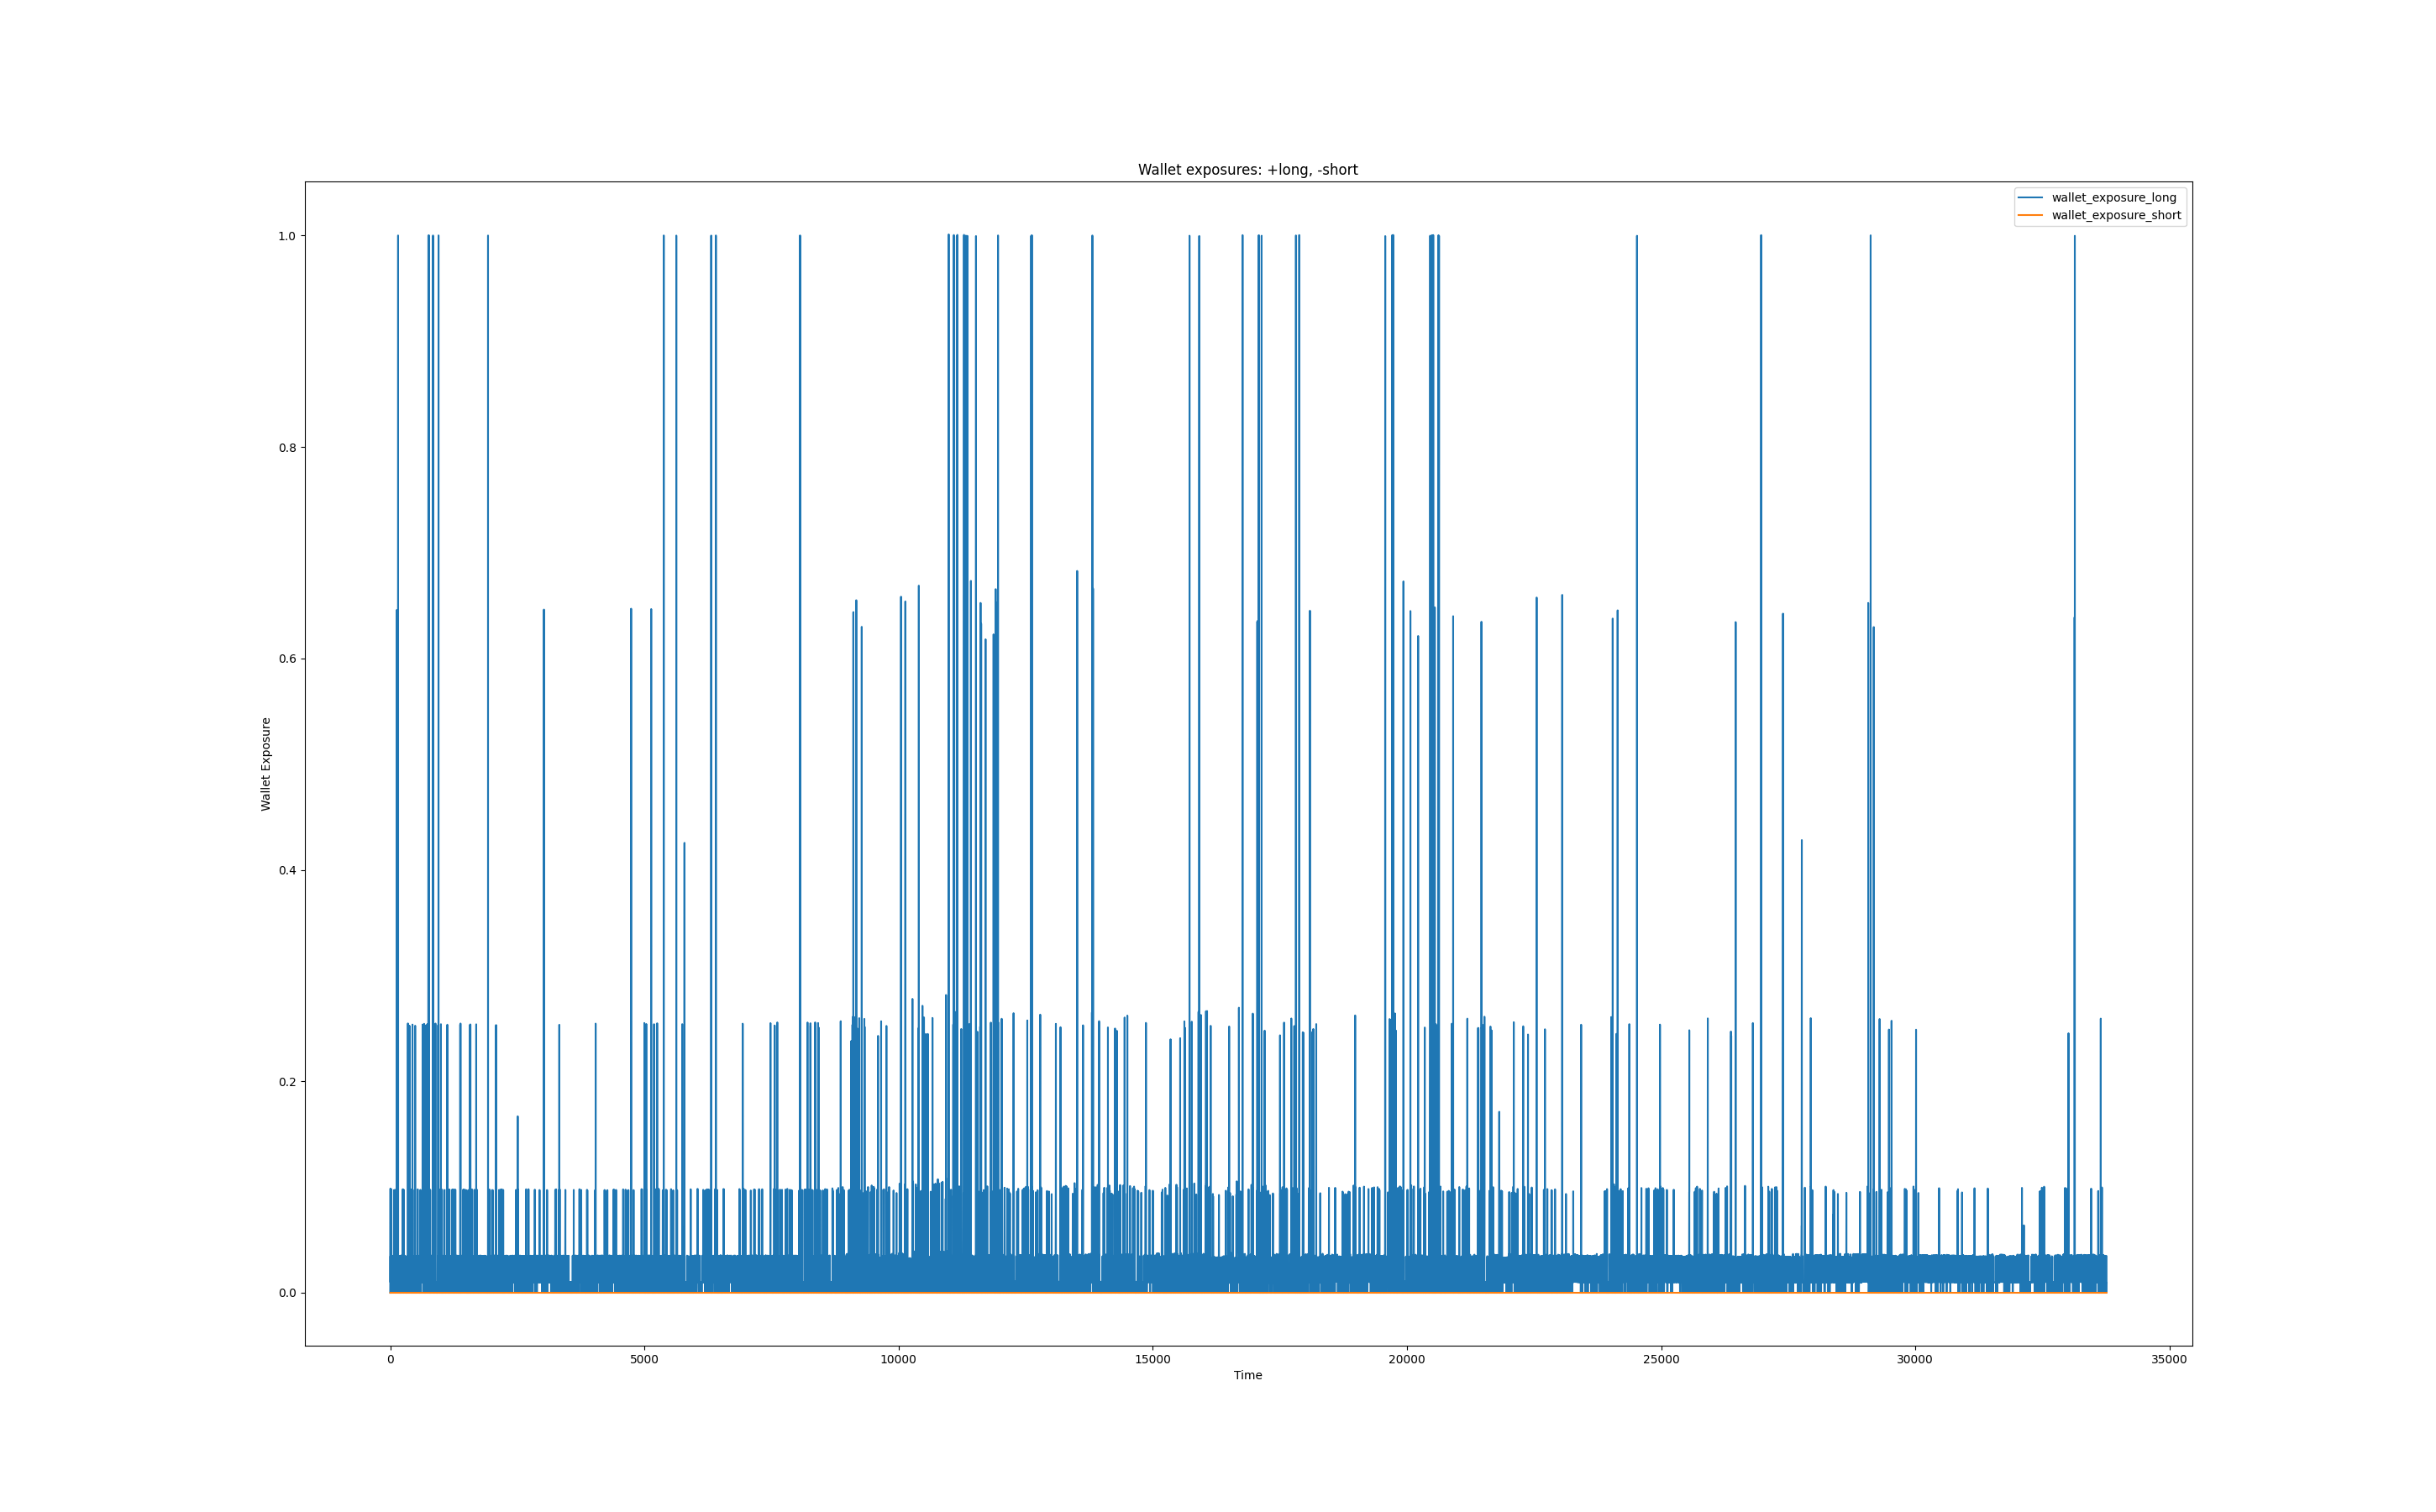 Wallet exposures: +long, -short
wallet_exposure_long
wallet_exposure_short
1.0
0.8
0.6
0.4
0.2
0.0
Wallet Exposure
0 5000 10000 15000 20000 25000 30000 35000
Time